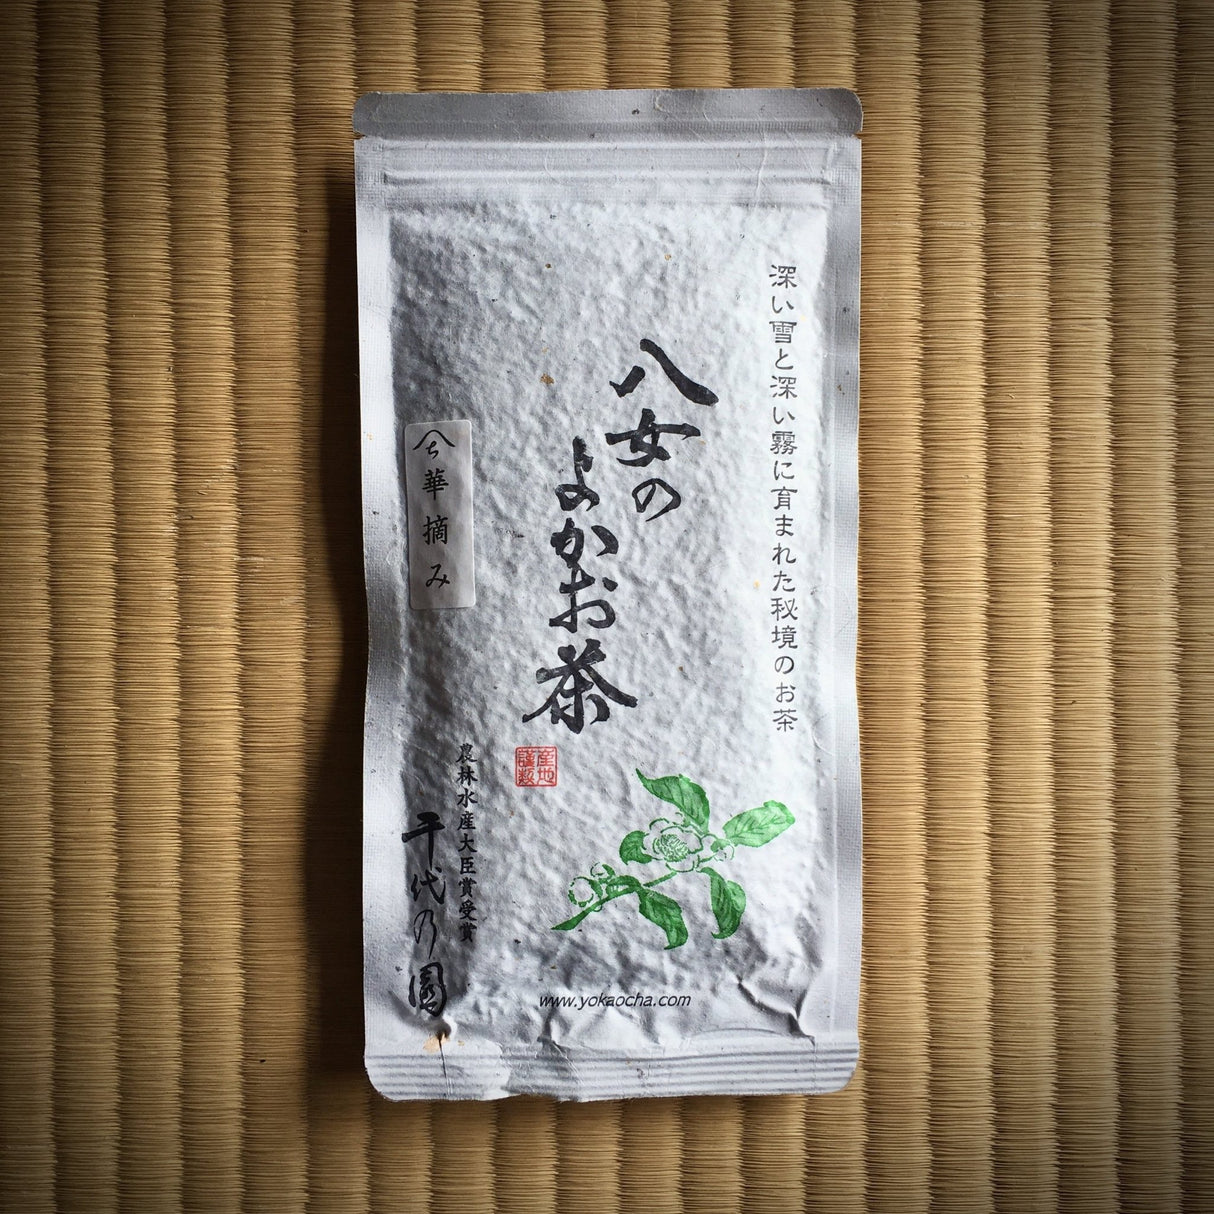 深い雪と深い霧に育まれた秘境のお茶
八女の
よかお茶
華摘み
農林水産大臣賞受賞
千代乃園
www.yokaocha.com